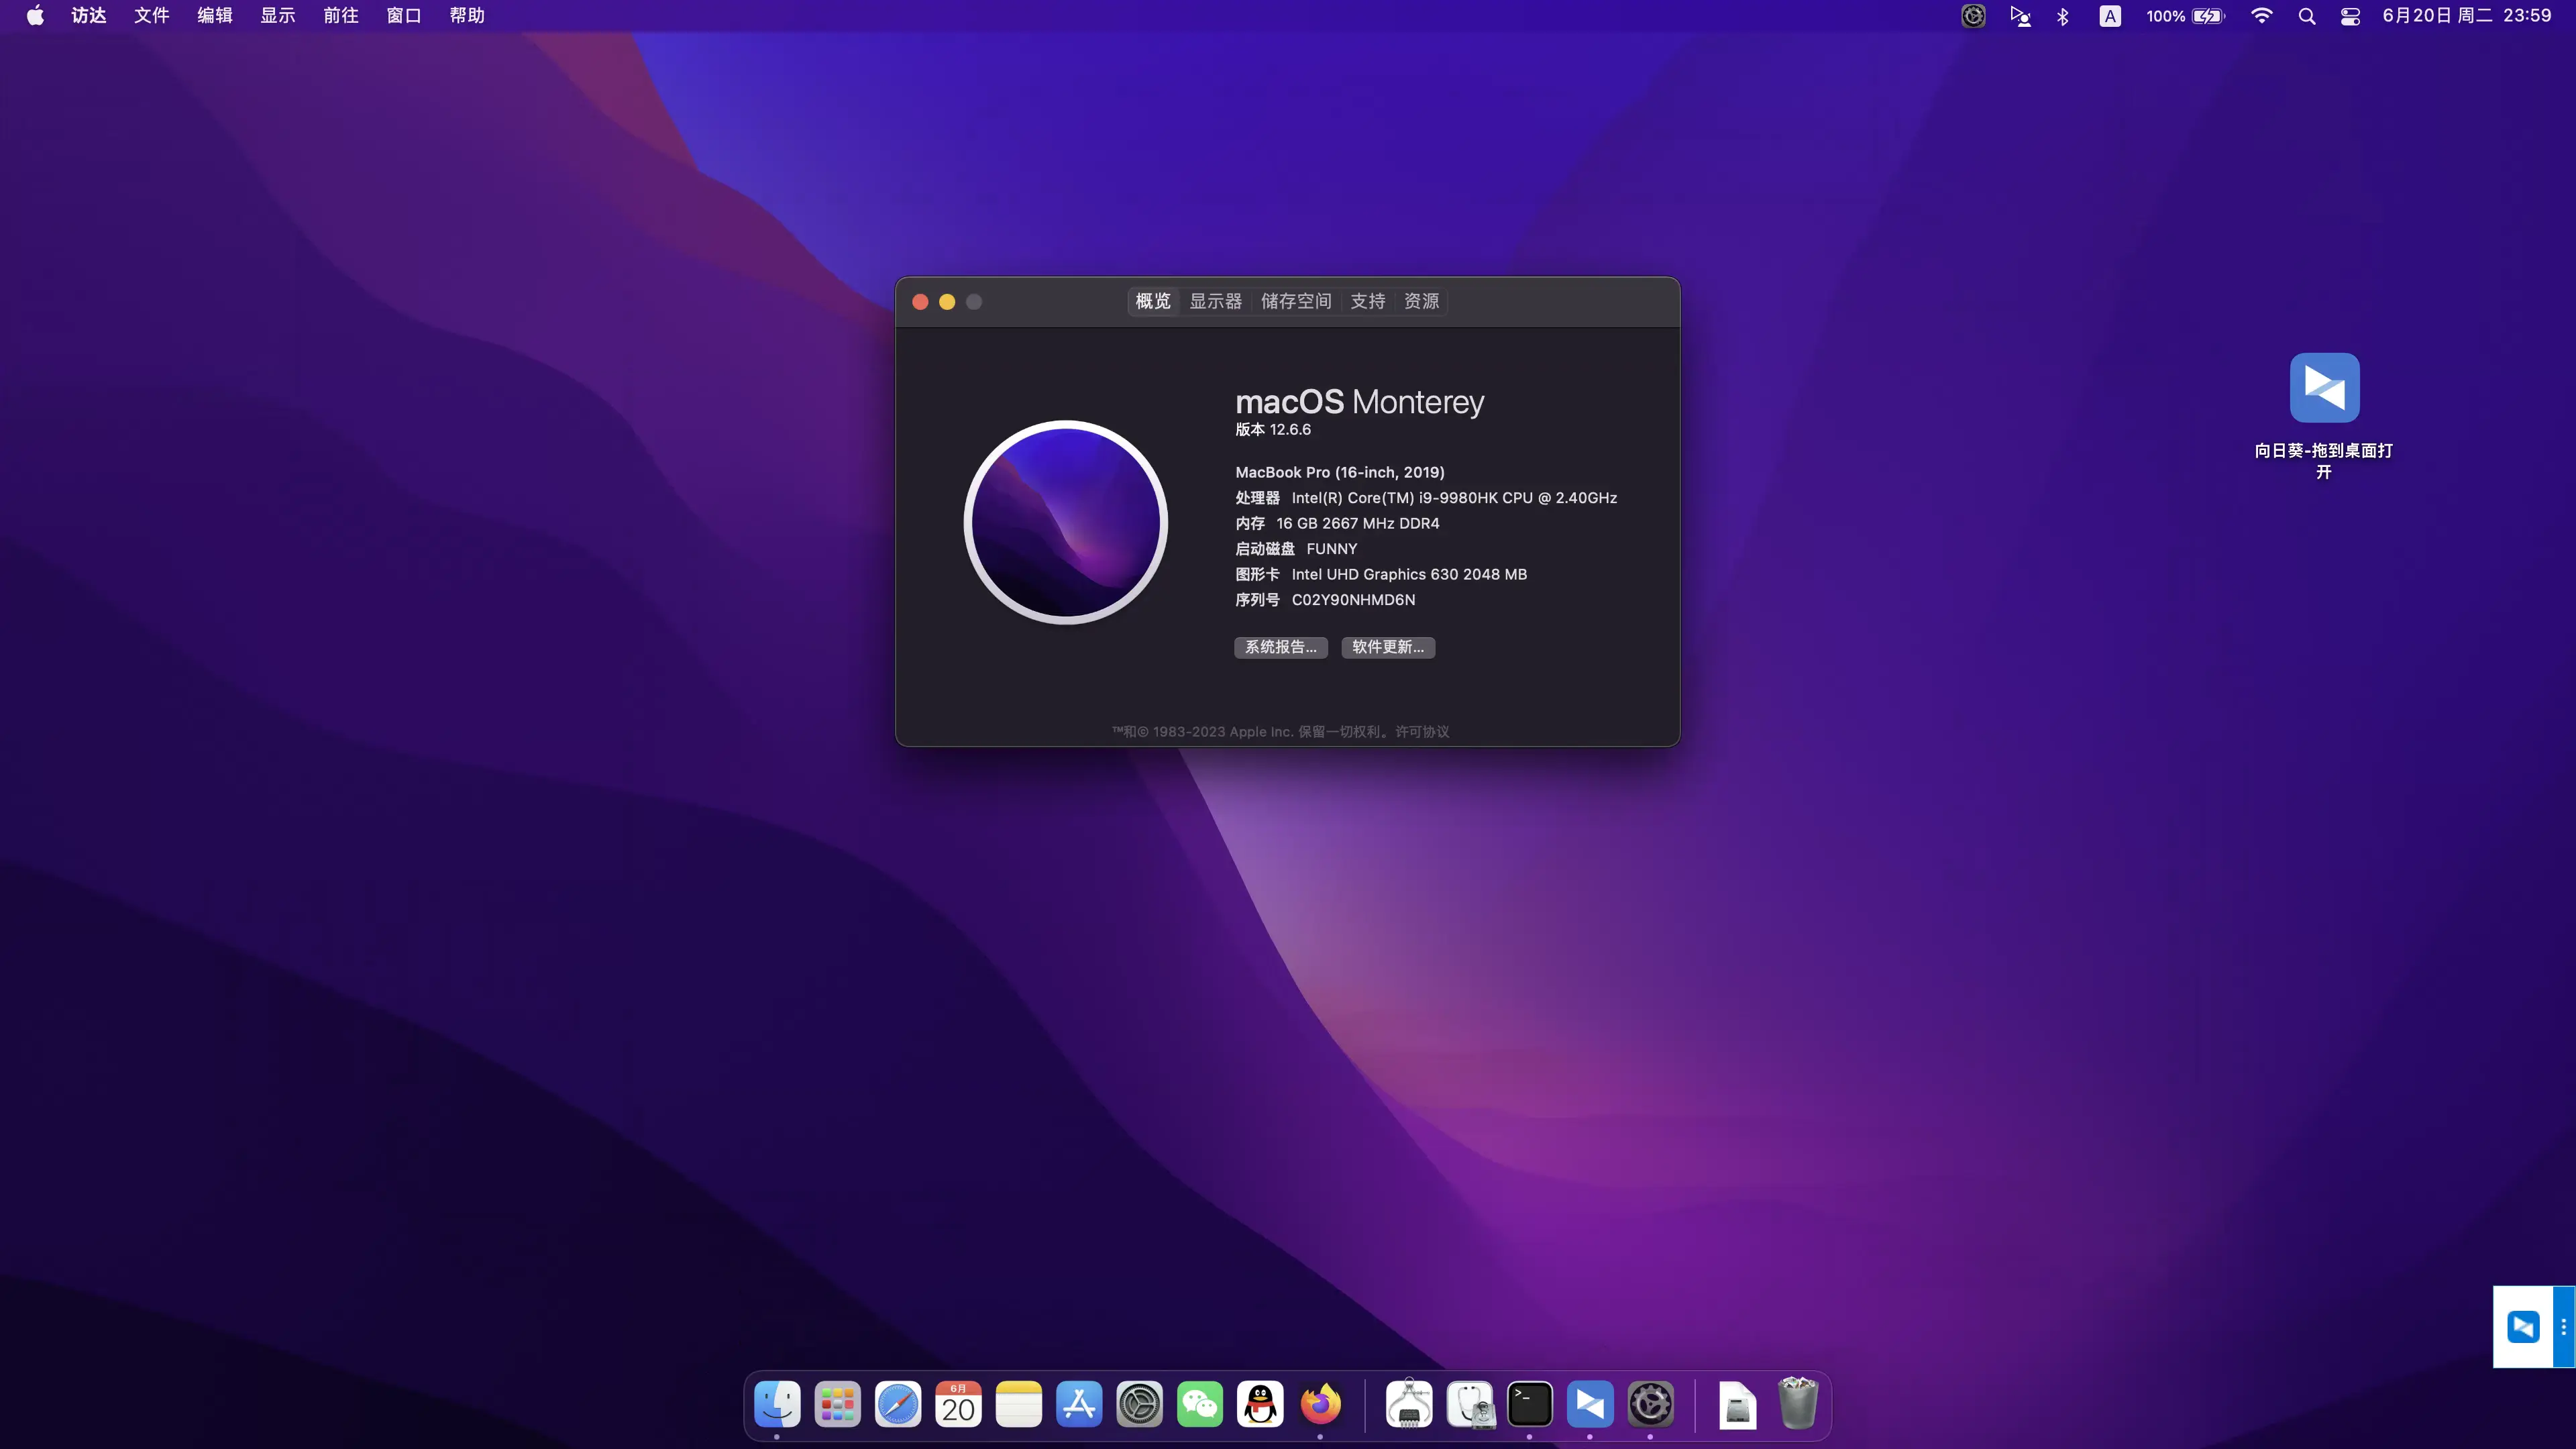 访达 文件 编辑 显示 前往 窗口 帮助 A 100% 6月20日 周二 23:59
概览 显示器 储存空间 支持 资源
macOS Monterey
版本 12.6.6
MacBook Pro (16-inch, 2019)
处理器 Intel(R) Core(TM) i9-9980HK CPU @ 2.40GHz
内存 16 GB 2667 MHz DDR4
启动磁盘 FUNNY
图形卡 Intel UHD Graphics 630 2048 MB
序列号 C02Y90NHMD6N
系统报告... 软件更新...
™和© 1983-2023 Apple Inc. 保留一切权利。许可协议
向日葵-拖到桌面打
开
6月
20
>_